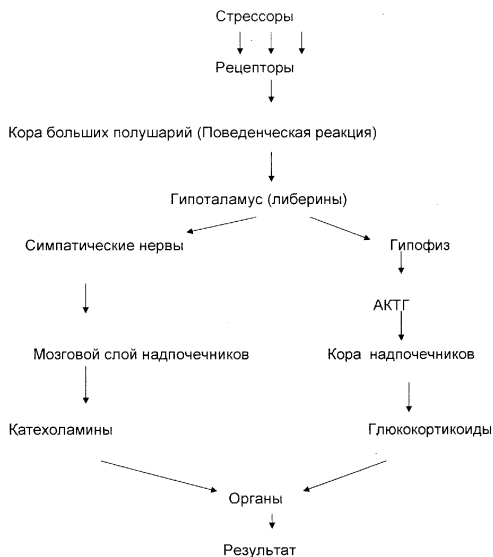 Стрессоры
Рецепторы
Кора больших полушарий (Поведенческая реакция)
Гипоталамус (либерины)
Симпатические нервы
Гипофиз
АКТГ
Мозговой слой надпочечников
Кора надпочечников
Катехоламины
Глюкокортикоиды
Органы
Результат